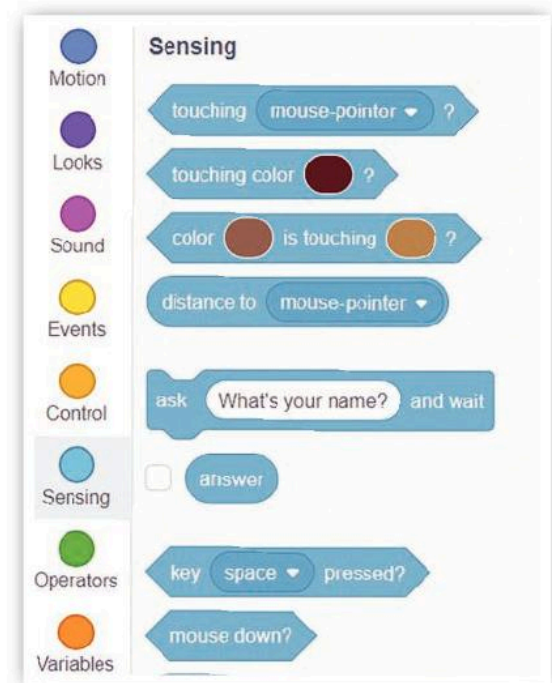 Motion
Looks
Sound
Events
Control
Sensing
Operators
Variables
Sensing
touching mouse-pointer ?
touching color ?
color is touching ?
distance to mouse-pointer
ask What's your name? and wait
answer
key space pressed?
mouse down?